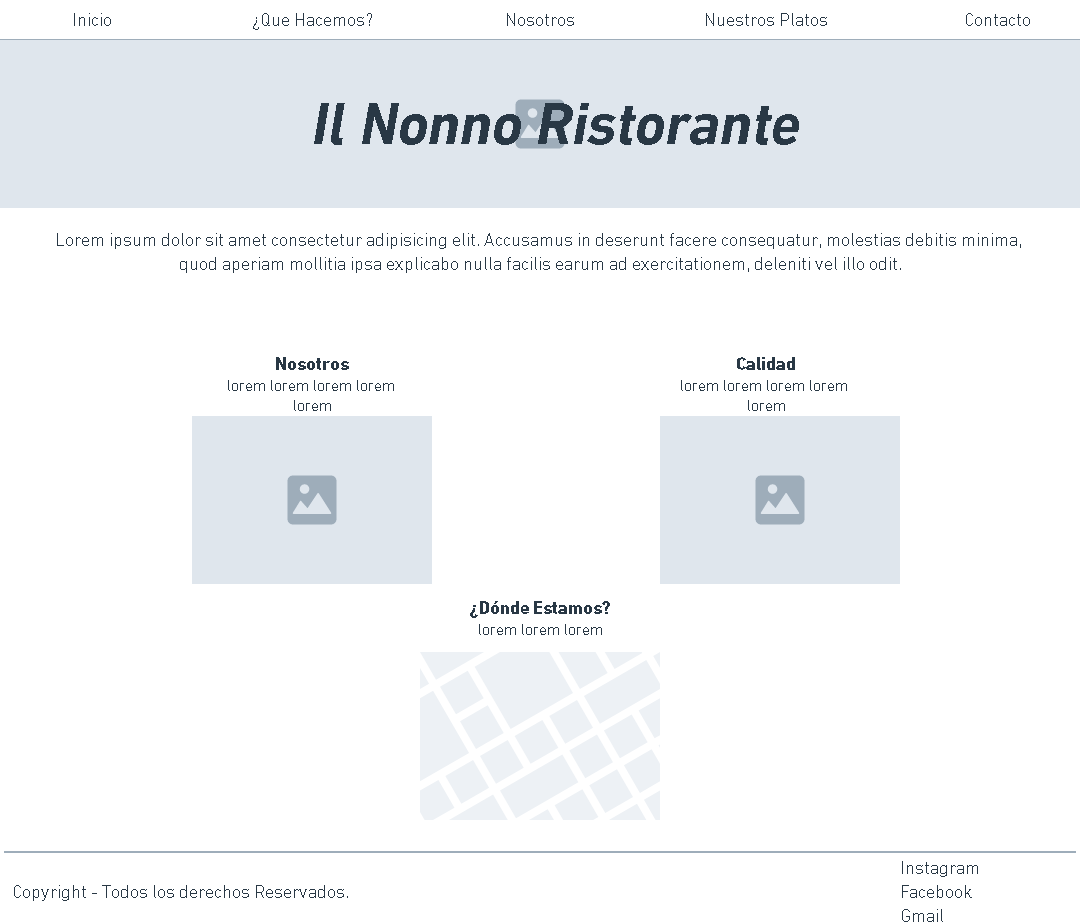 Inicio
¿Que Hacemos?
Nosotros
Nuestros Platos
Contacto
Il Nonno Ristorante
Lorem ipsum dolor sit amet consectetur adipisicing elit. Accusamus in deserunt facere consequatur, molestias debitis minima,
quod aperiam mollitia ipsa explicabo nulla facilis earum ad exercitationem, deleniti vel illo odit.
Nosotros
lorem lorem lorem lorem
lorem
Calidad
lorem lorem lorem lorem
lorem
¿Dónde Estamos?
lorem lorem lorem
Copyright - Todos los derechos Reservados.
Instagram
Facebook
Gmail